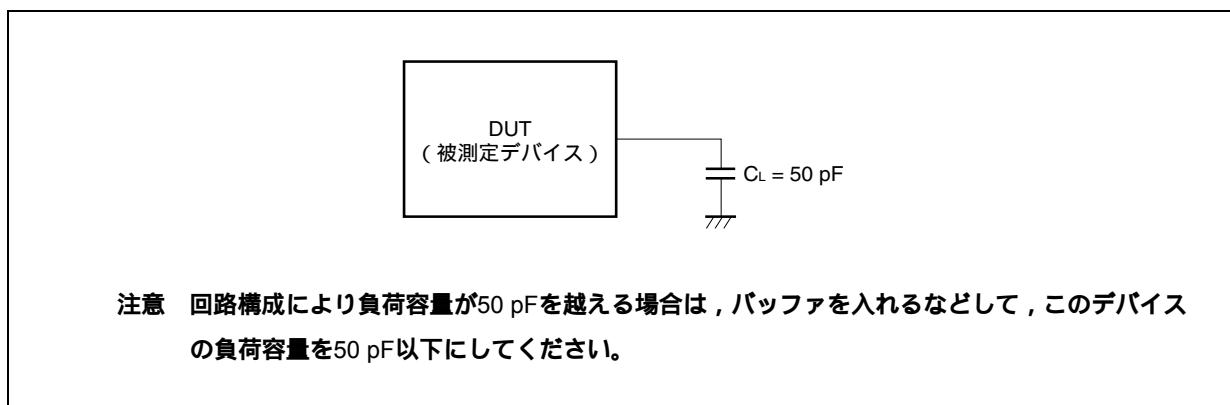 DUT
(被測定デバイス)
CL = 50 pF
注意 回路構成により負荷容量が50 pFを越える場合は，バッファを入れるなどして，このデバイス
の負荷容量を50 pF以下にしてください。